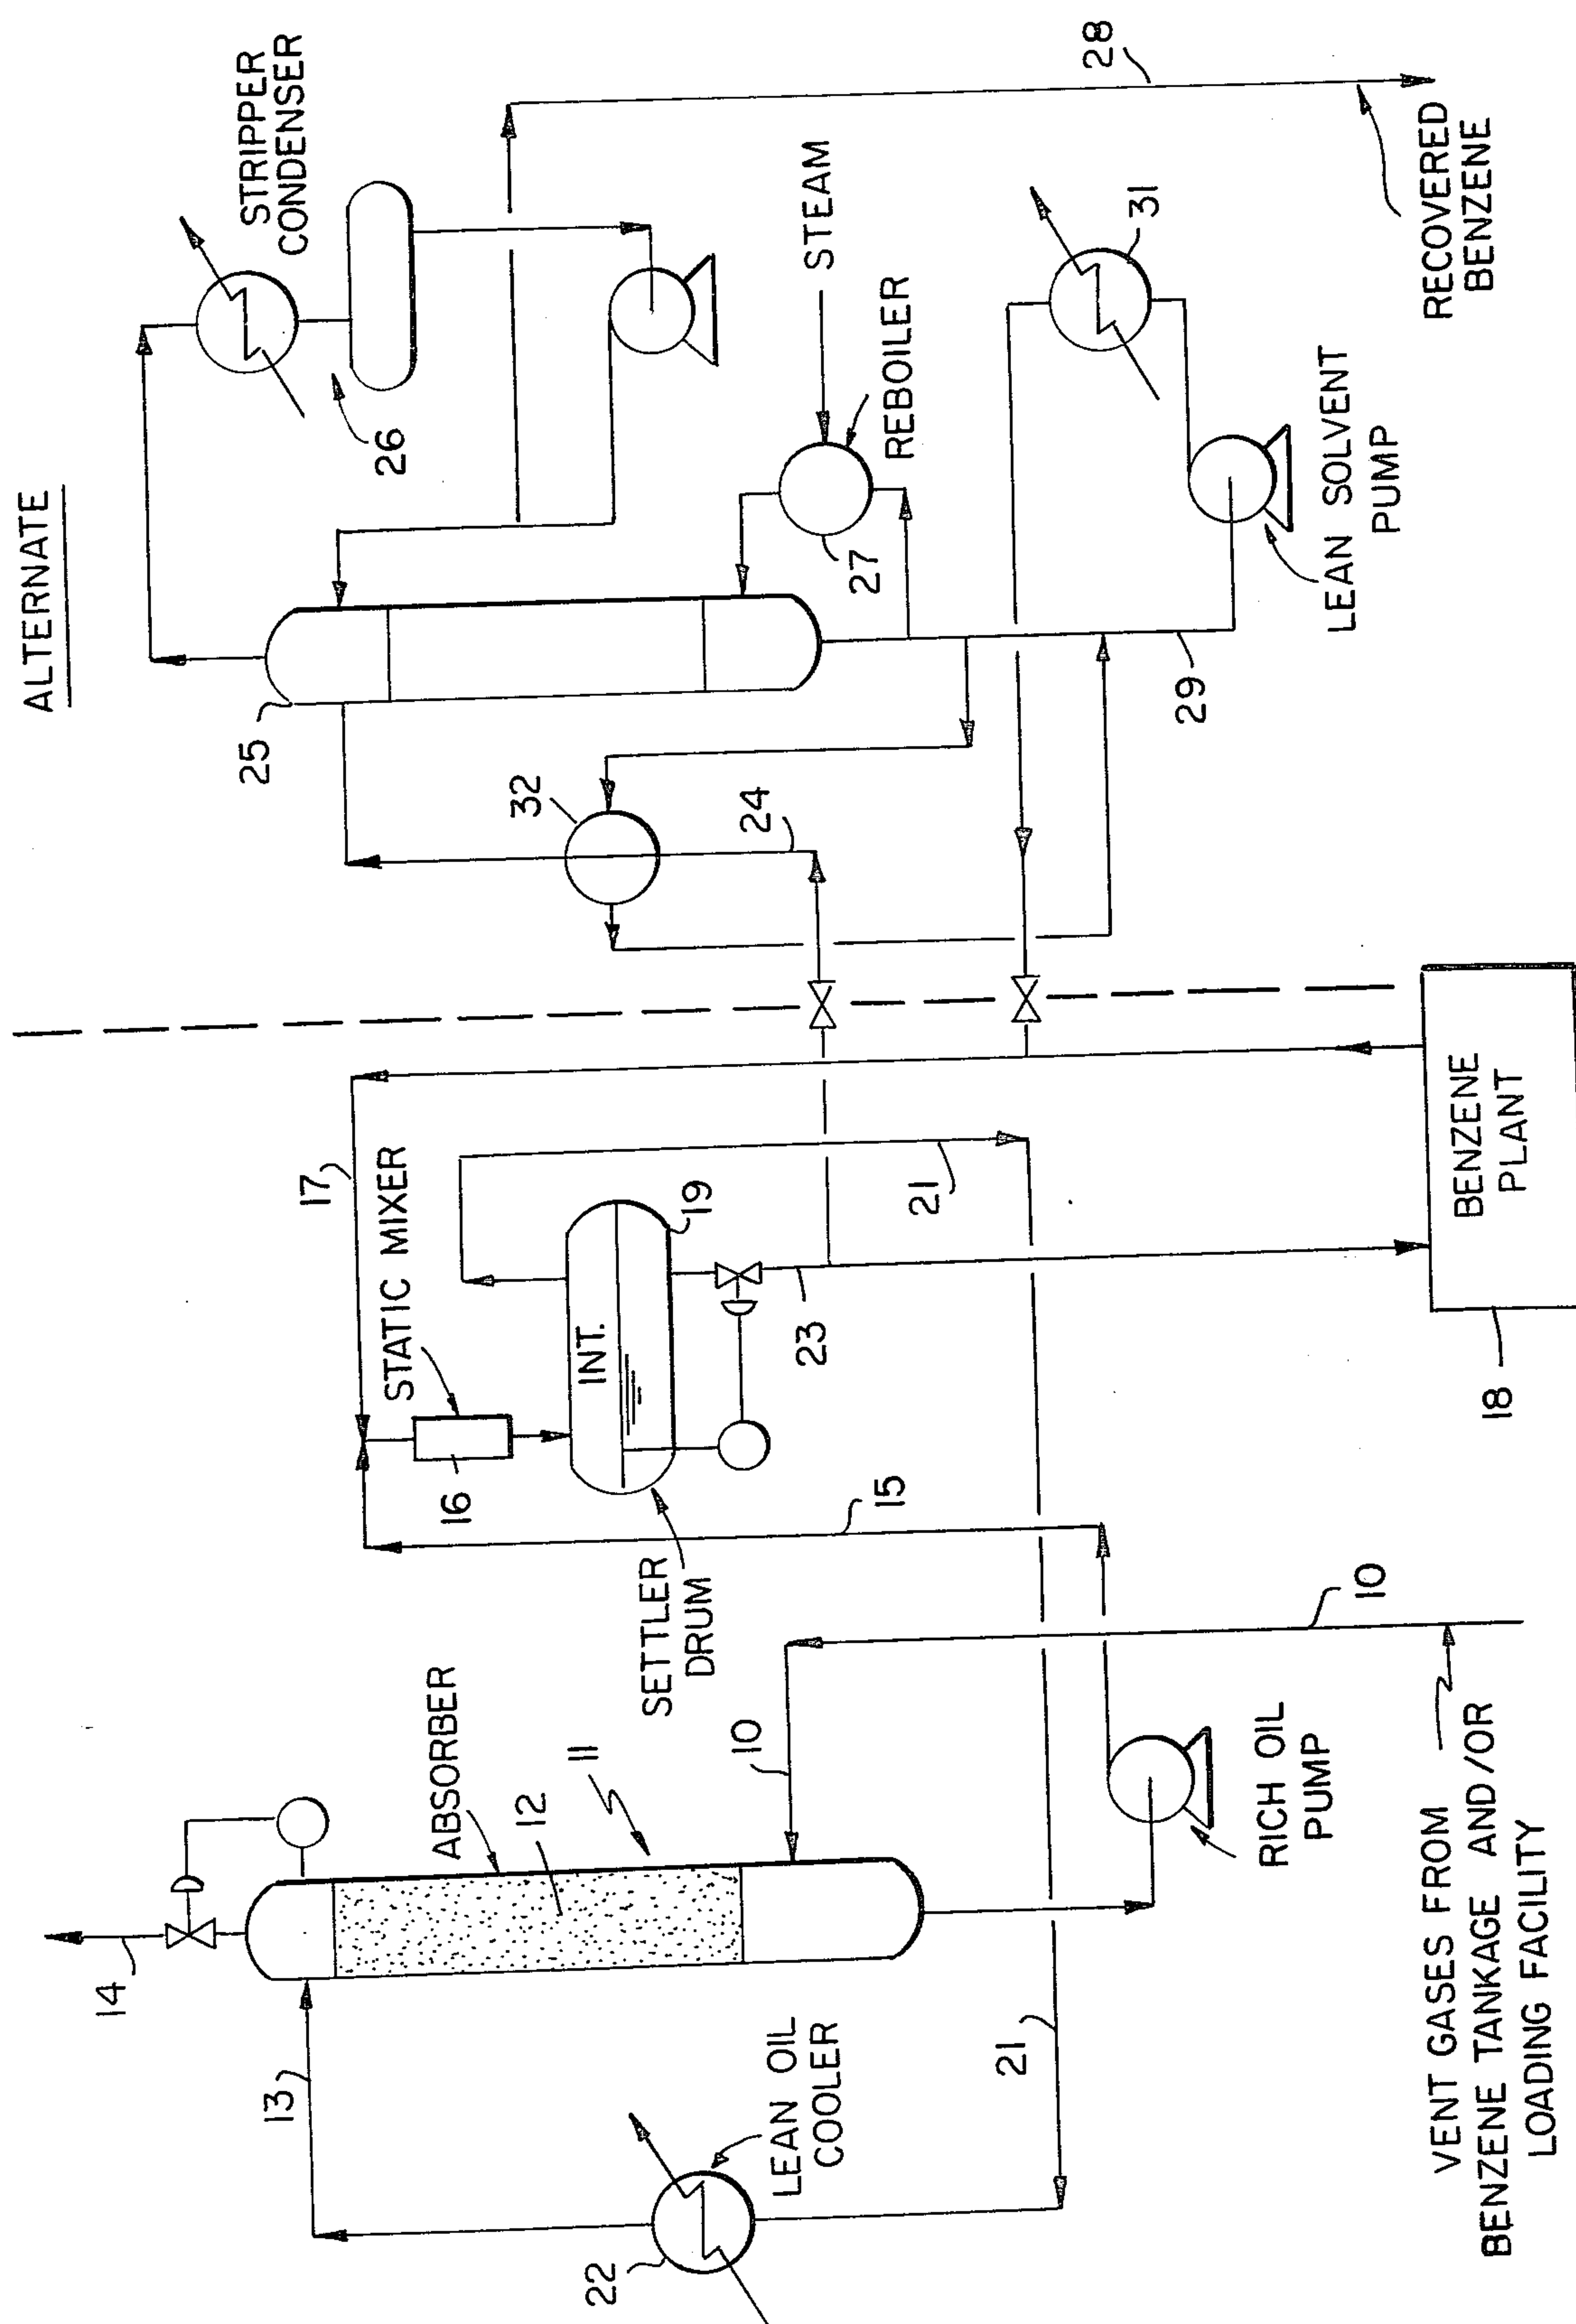 ALTERNATE
STRIPPER
CONDENSER
26
25
32
24
STEAM
REBOILER
27
28
31
RECOVERED
BENZENE
LEAN SOLVENT
PUMP
29
17
STATIC MIXER
16
INT.
19
SETTLER
DRUM
21
23
15
BENZENE
PLANT
18
14
13
ABSORBER
12
11
10
10
RICH OIL
PUMP
21
LEAN OIL
COOLER
22
VENT GASES FROM
BENZENE TANKAGE AND/OR
LOADING FACILITY